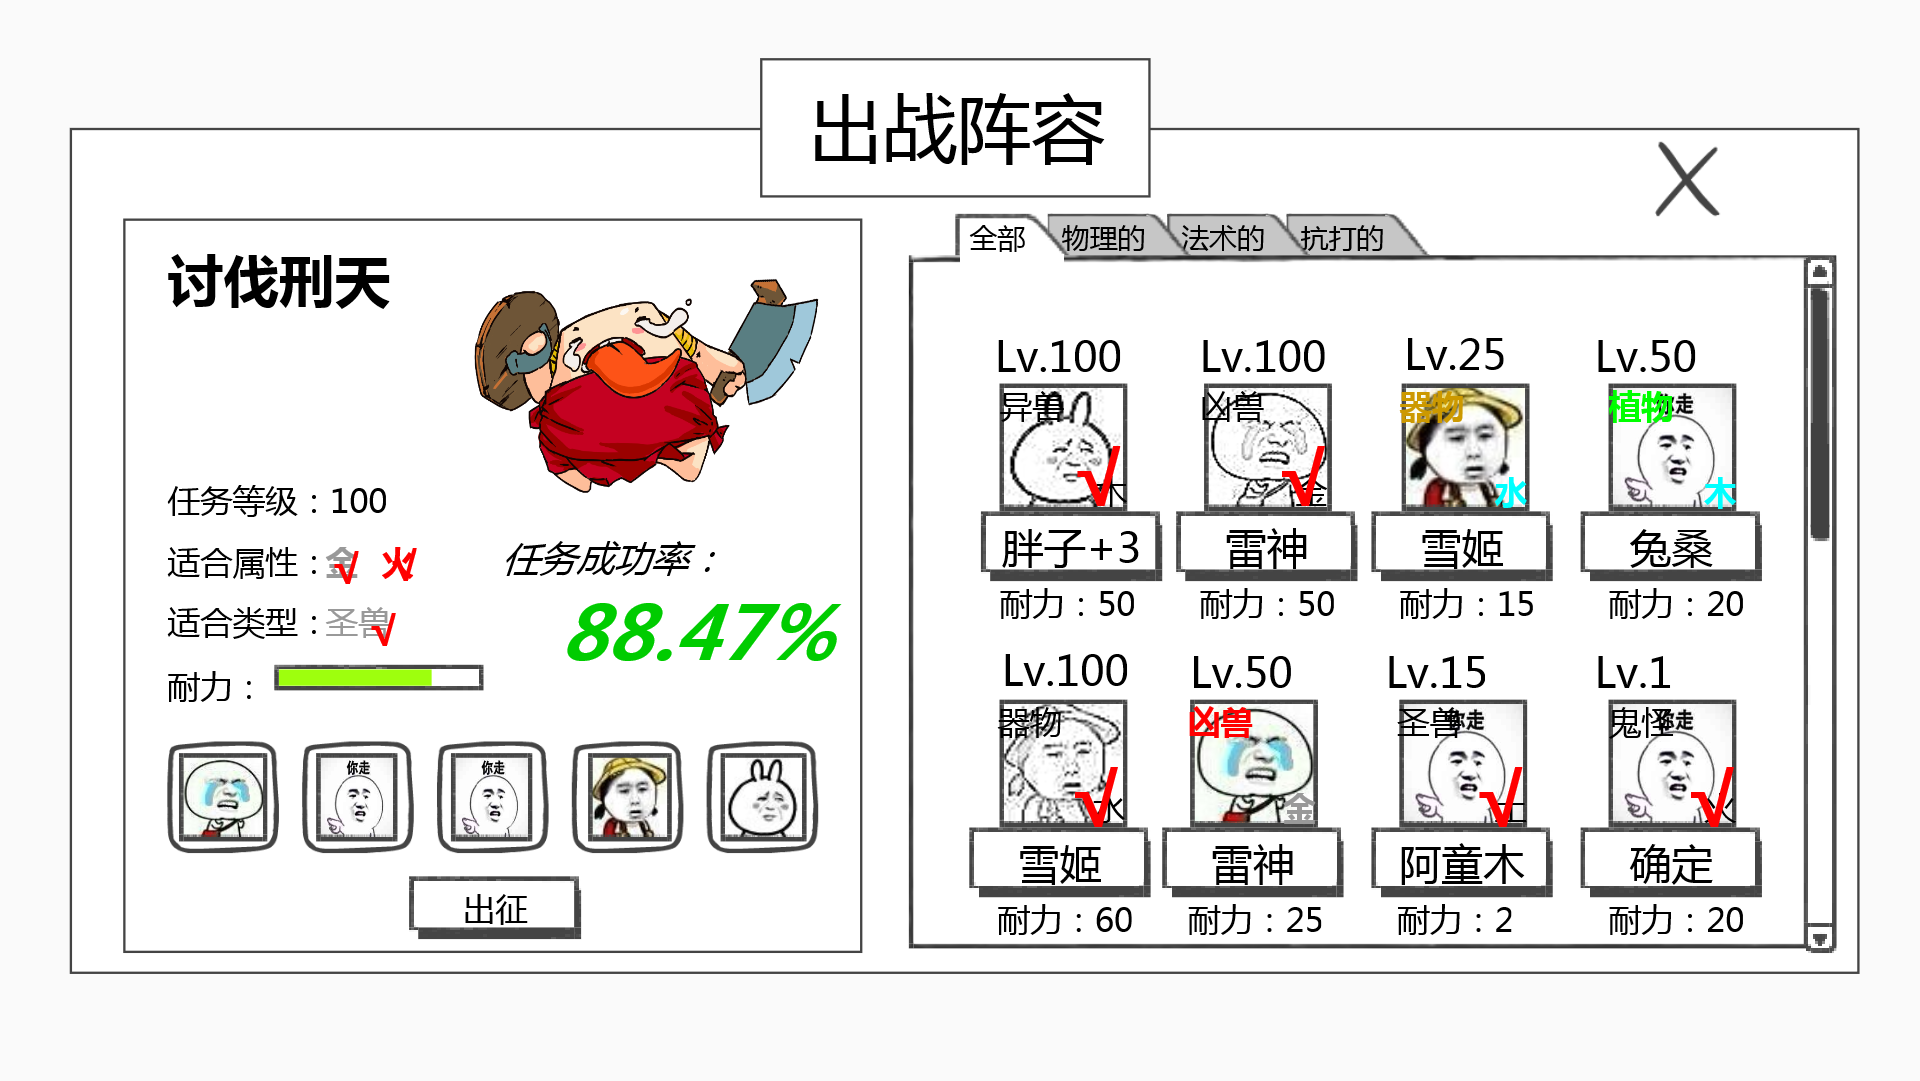 出战阵容
讨伐刑天
任务等级：100
适合属性：金√ 火√
适合类型：圣兽√
耐力：
任务成功率：
88.47%
你走
你走
出征
全部 物理的 法术的 抗打的
Lv.100 Lv.100 Lv.25 Lv.50
异兽 凶兽 器物 植物 你走
√木 √金 水 木
胖子+3 雷神 雪姬 兔桑
耐力：50 耐力：50 耐力：15 耐力：20
Lv.100 Lv.50 Lv.15 Lv.1
器物 凶兽 圣兽 你走 鬼怪 你走
√水 金 √土 √火
雪姬 雷神 阿童木 确定
耐力：60 耐力：25 耐力：2 耐力：20